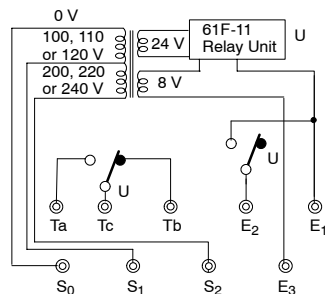 0 V
100, 110
or 120 V
200, 220
or 240 V
24 V
8 V
61F-11
Relay Unit
U
U
U
Ta
Tc
Tb
E2
E1
S0
S1
S2
E3